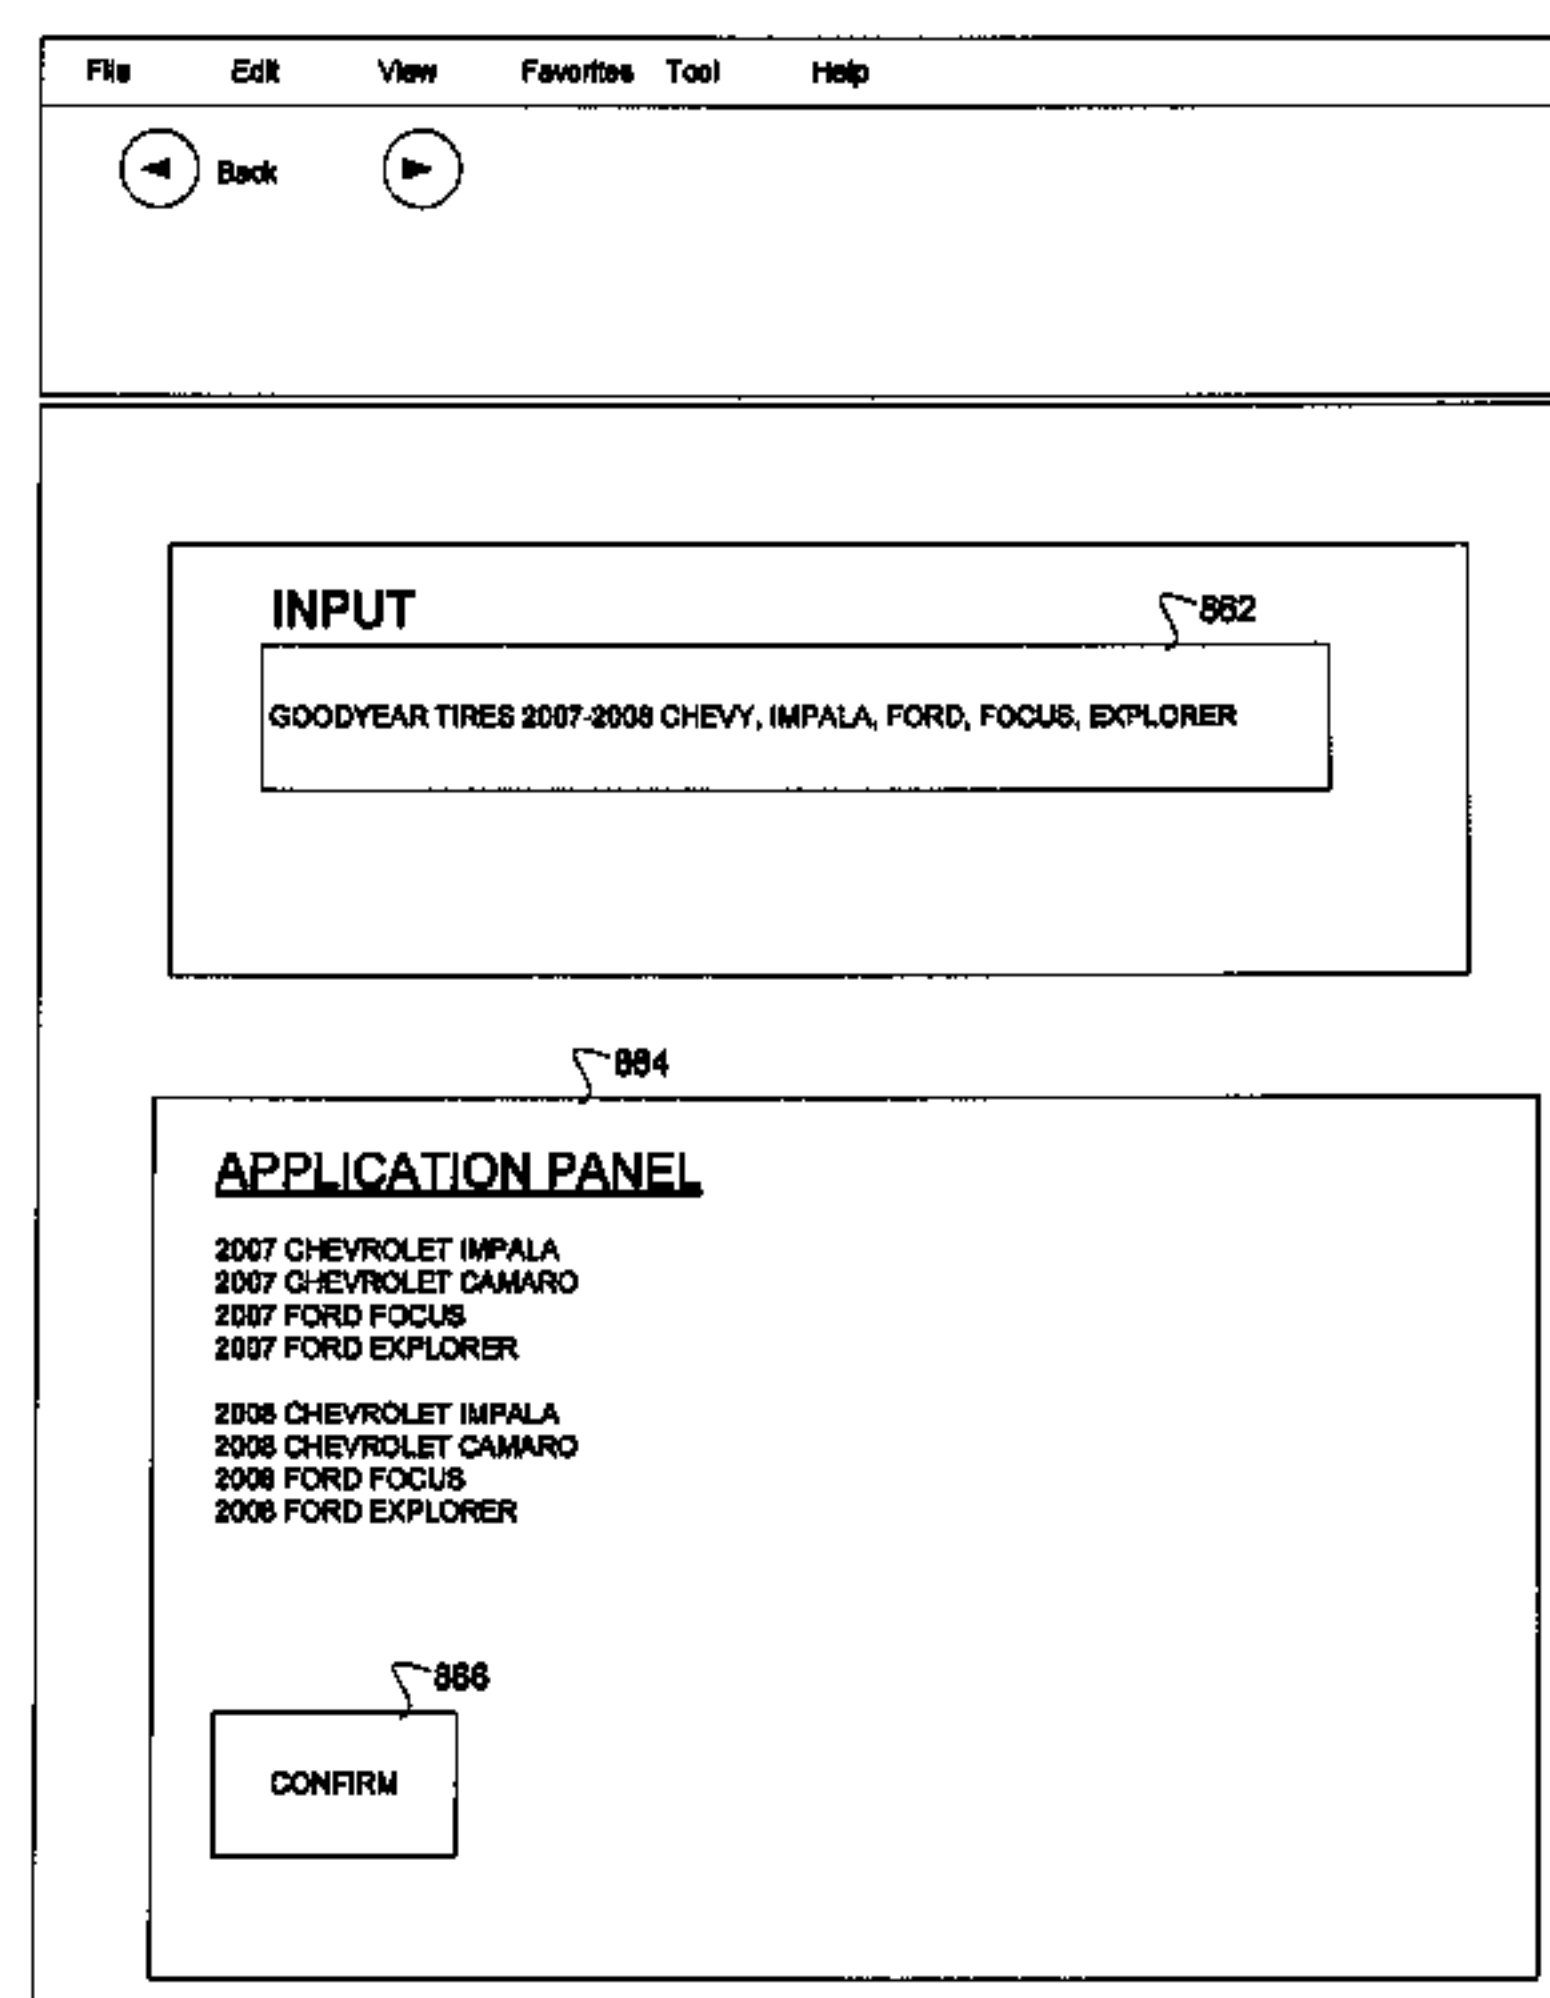 File Edit View Favorites Tool Help
Back
INPUT
862
GOODYEAR TIRES 2007-2008 CHEVY, IMPALA, FORD, FOCUS, EXPLORER
864
APPLICATION PANEL
2007 CHEVROLET IMPALA
2007 CHEVROLET CAMARO
2007 FORD FOCUS
2007 FORD EXPLORER
2008 CHEVROLET IMPALA
2008 CHEVROLET CAMARO
2008 FORD FOCUS
2008 FORD EXPLORER
866
CONFIRM